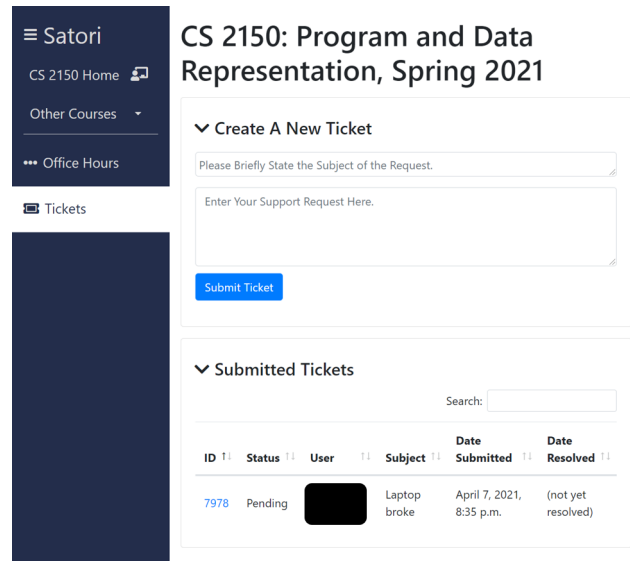 Satori
CS 2150 Home
Other Courses
Office Hours
Tickets
CS 2150: Program and Data
Representation, Spring 2021
Create A New Ticket
Please Briefly State the Subject of the Request.
Enter Your Support Request Here.
Submit Ticket
Submitted Tickets
Search:
ID Status User Subject Date Submitted Date Resolved
7978 Pending Laptop broke April 7, 2021, 8:35 p.m. (not yet resolved)